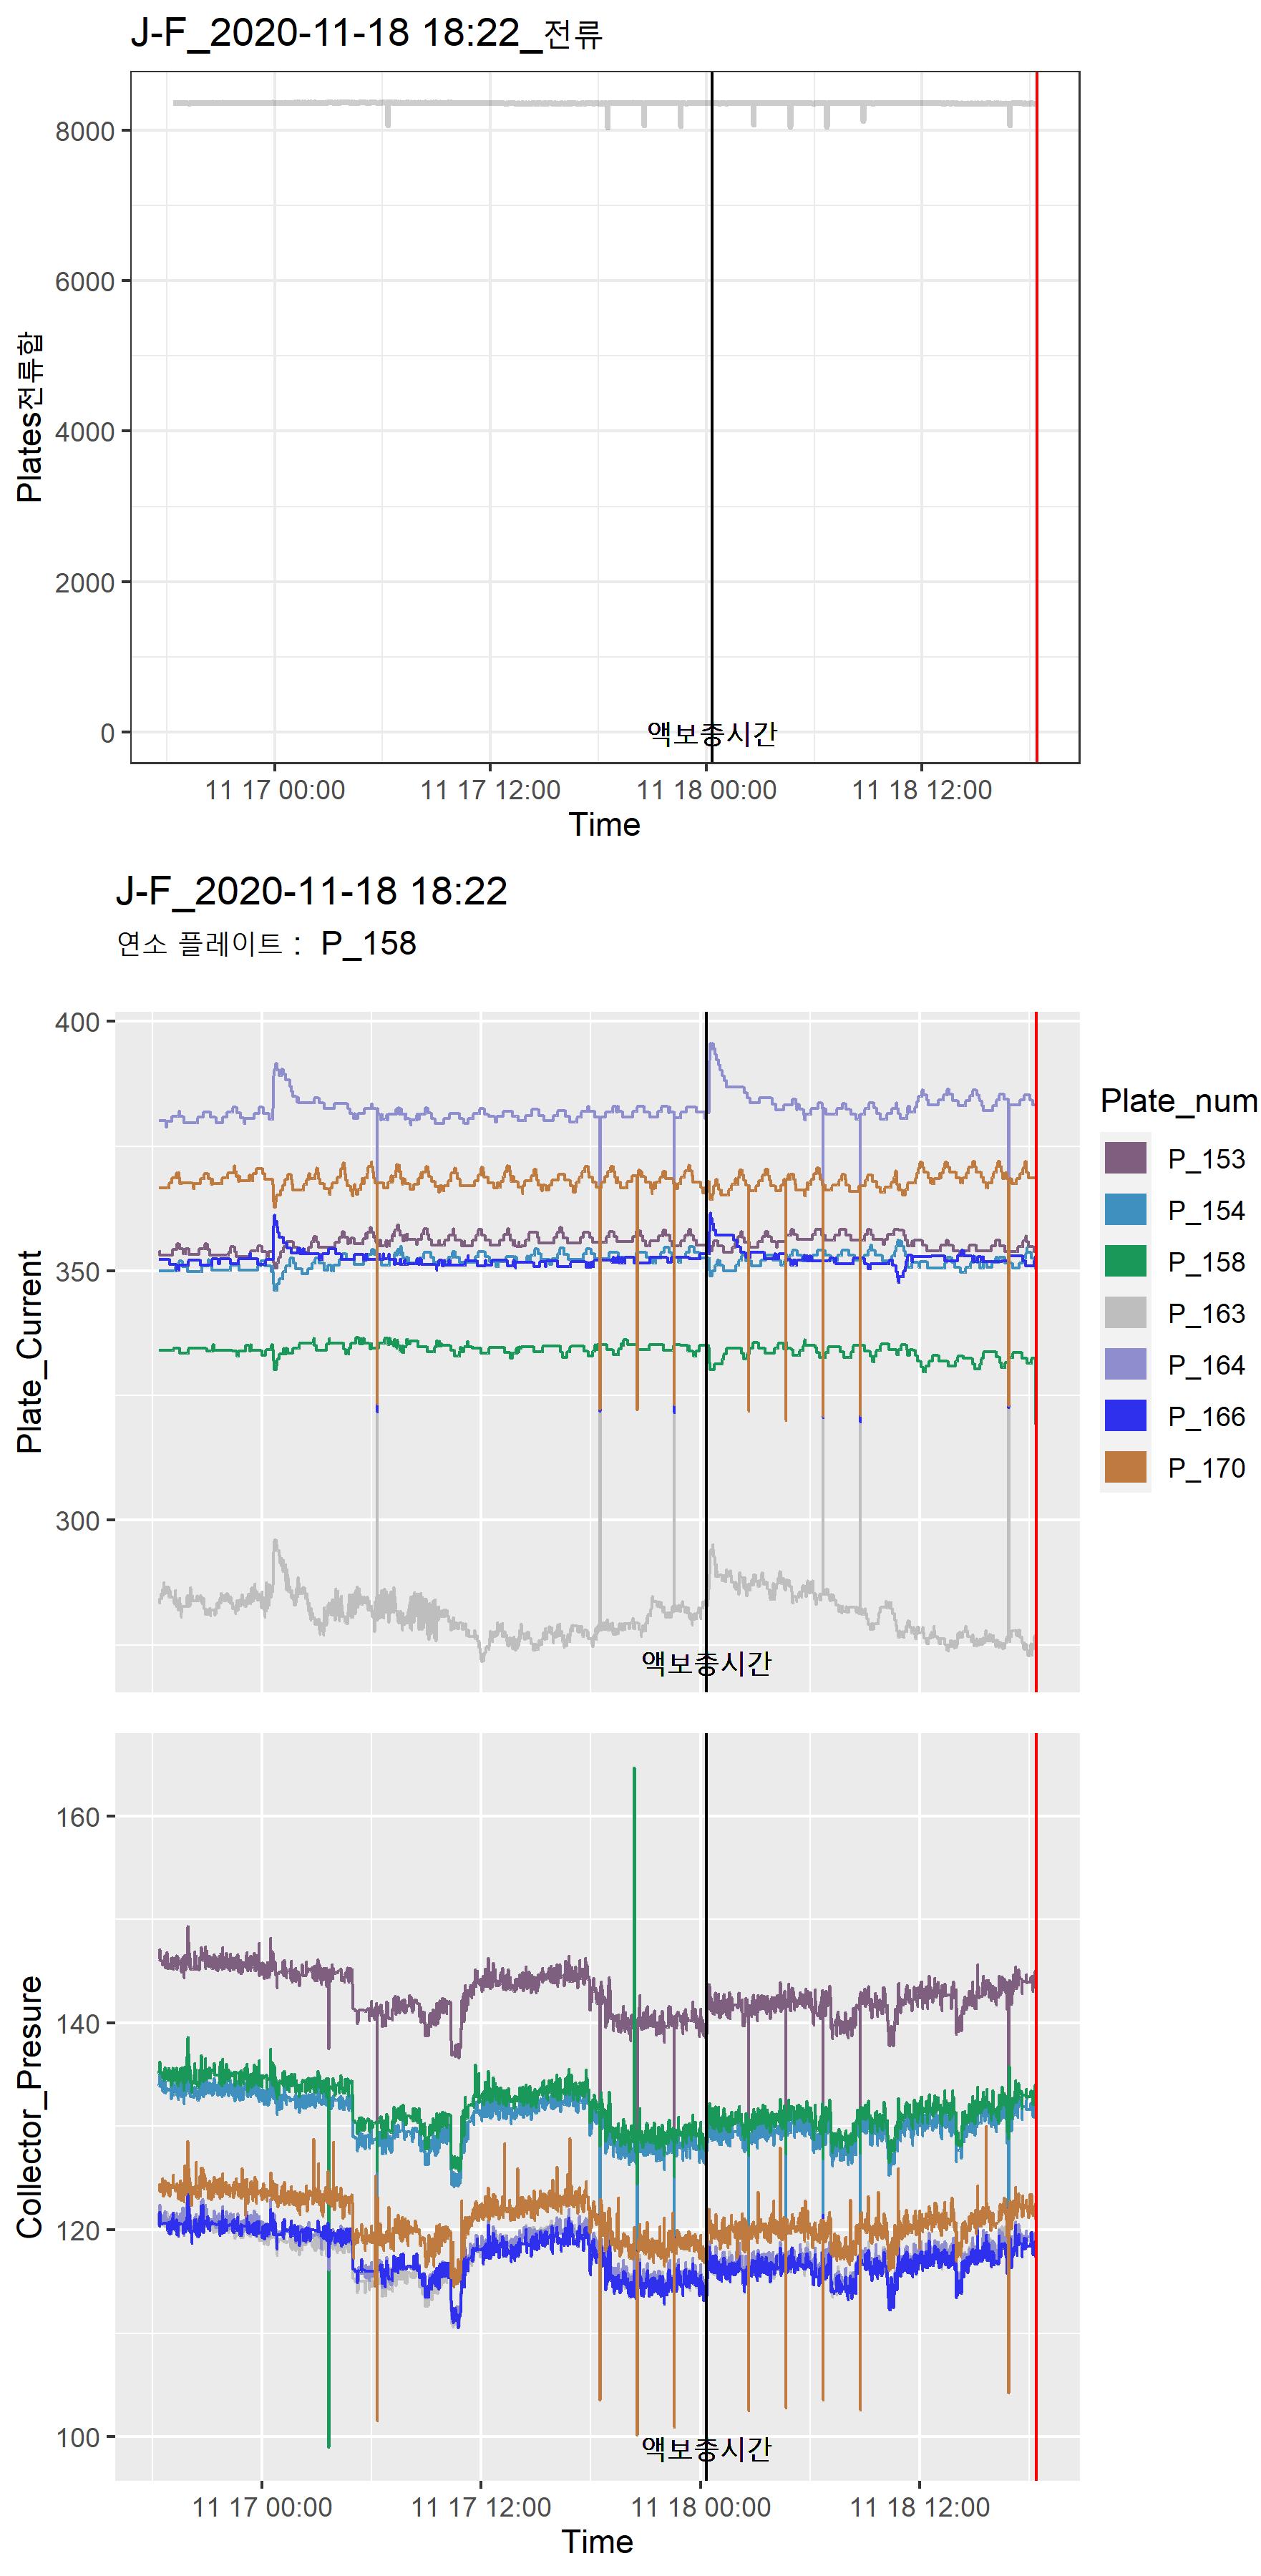 J-F_2020-11-18 18:22_전류
8000
6000
4000
2000
0
Plates전류합
액보증시간
11 17 00:00
11 17 12:00
11 18 00:00
11 18 12:00
Time
J-F_2020-11-18 18:22
연소 플레이트 : P_158
400
350
300
Plate_Current
액보증시간
Plate_num
P_153
P_154
P_158
P_163
P_164
P_166
P_170
160
140
120
100
Collector_Presure
액보증시간
11 17 00:00
11 17 12:00
11 18 00:00
11 18 12:00
Time